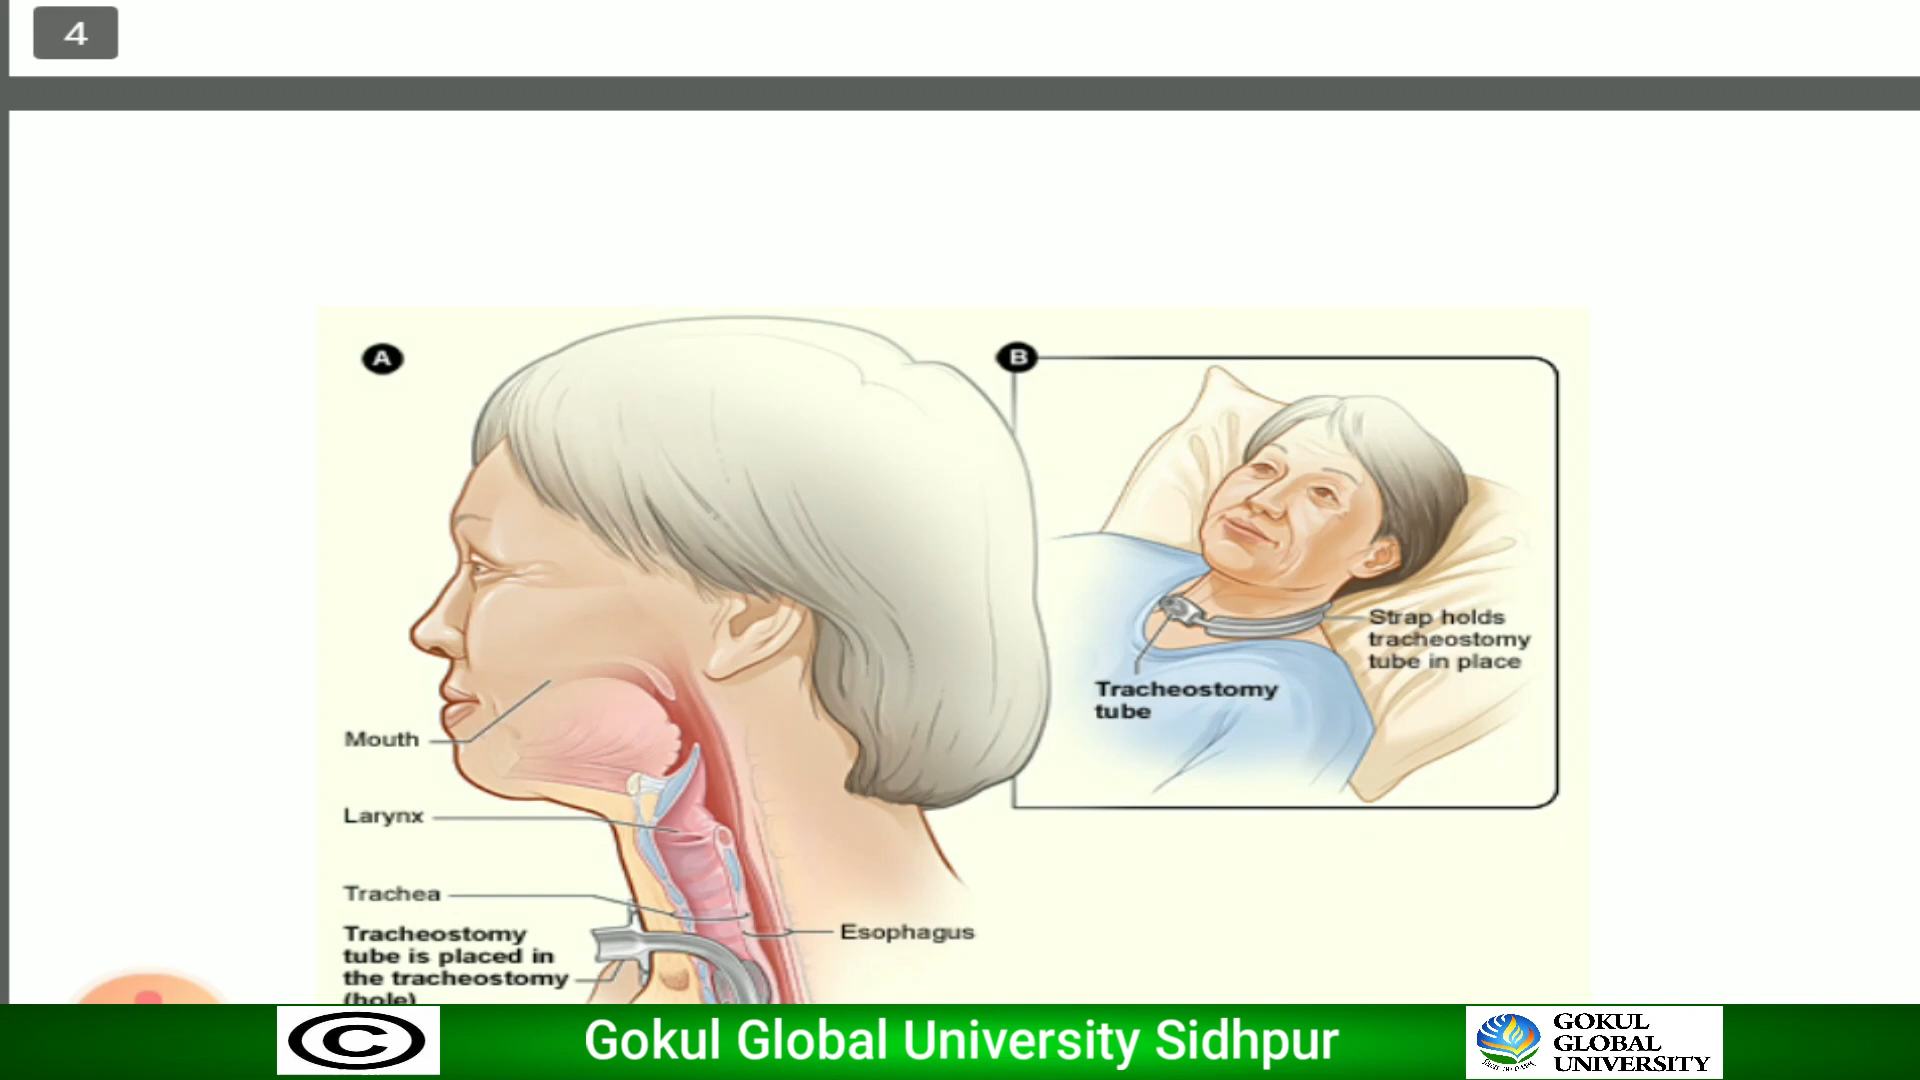 4
A
B
Strap holds
tracheostomy
tube in place
Tracheostomy
tube
Mouth
Larynx
Trachea
Tracheostomy
tube is placed in
the tracheostomy
(hole)
Esophagus
C
Gokul Global University Sidhpur
GOKUL
GLOBAL
UNIVERSITY